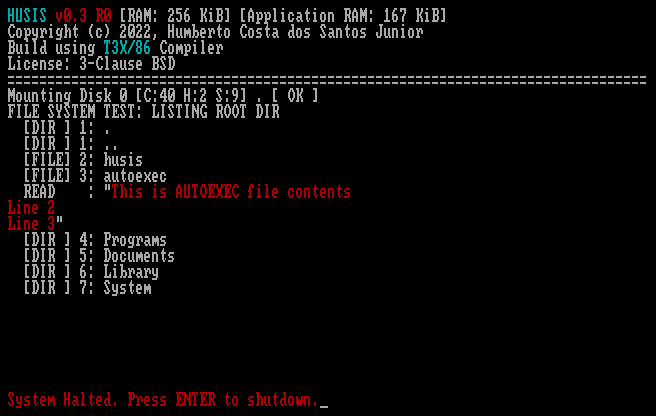 HUSIS v0.3 R0 [RAM: 256 KiB] [Application RAM: 167 KiB]
Copyright (c) 2022, Humberto Costa dos Santos Junior
Build using T3X/86 Compiler
License: 3-Clause BSD
================================================================================
Mounting Disk 0 [C:40 H:2 S:9] . [ OK ]
FILE SYSTEM TEST: LISTING ROOT DIR
  [DIR ] 1: .
  [DIR ] 1: ..
  [FILE] 2: husis
  [FILE] 3: autoexec
  READ    : "This is AUTOEXEC file contents
Line 2
Line 3"
  [DIR ] 4: Programs
  [DIR ] 5: Documents
  [DIR ] 6: Library
  [DIR ] 7: System
System Halted. Press ENTER to shutdown._